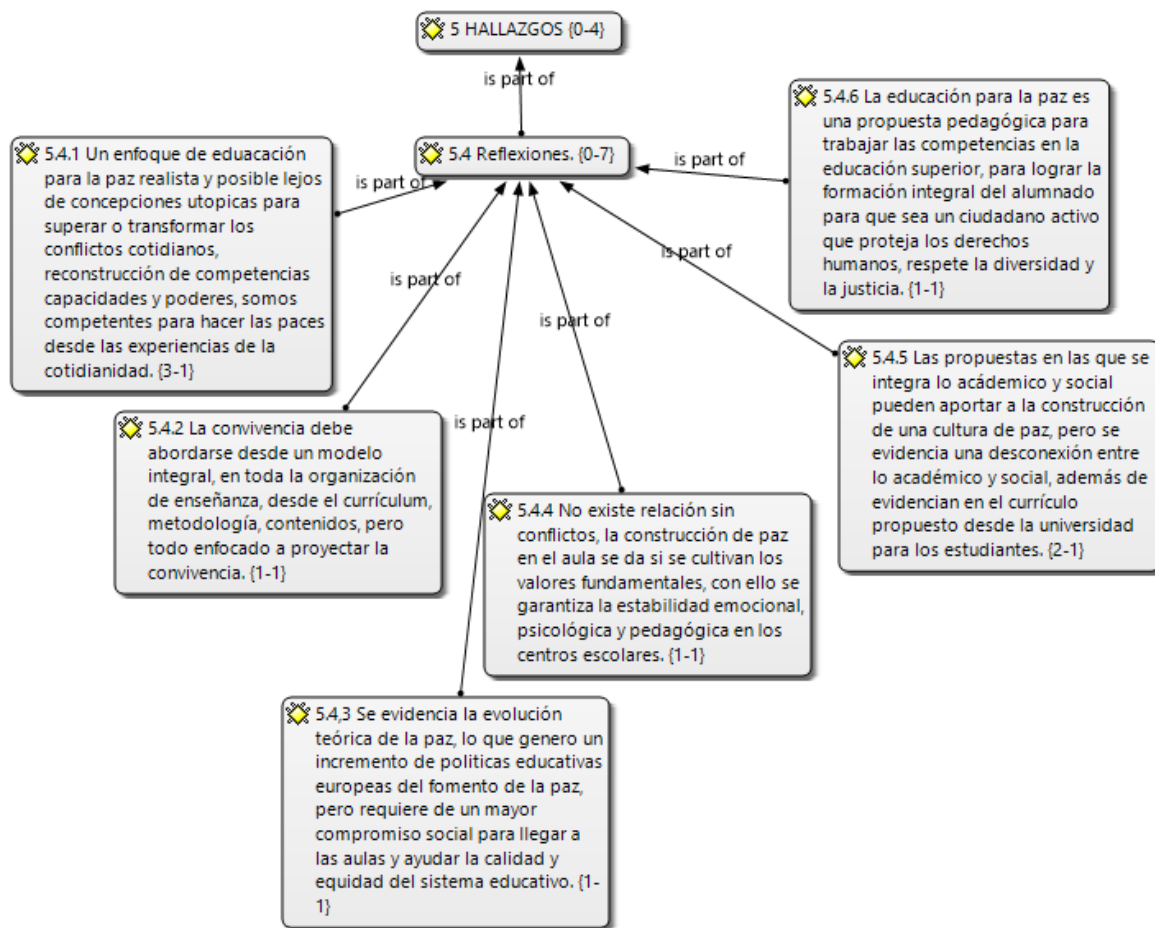 5 HALLAZGOS {0-4}
is part of
5.4 Reflexiones. {0-7}
5.4.1 Un enfoque de eduacación
para la paz realista y posible lejos
de concepciones utopicas para
superar o transformar los
conflictos cotidianos,
reconstrucción de competencias
capacidades y poderes, somos
competentes para hacer las paces
desde las experiencias de la
cotidianidad. {3-1}
is part of
5.4.6 La educación para la paz es
una propuesta pedagógica para
trabajar las competencias en la
educación superior, para lograr la
formación integral del alumnado
para que sea un ciudadano activo
que proteja los derechos
humanos, respete la diversidad y
la justicia. {1-1}
is part of
is part of
is part of
is part of
is part of
5.4.2 La convivencia debe
abordarse desde un modelo
integral, en toda la organización
de enseñanza, desde el currículum,
metodología, contenidos, pero
todo enfocado a proyectar la
convivencia. {1-1}
5.4.5 Las propuestas en las que se
integra lo acádemico y social
pueden aportar a la construcción
de una cultura de paz, pero se
evidencia una desconexión entre
lo académico y social, además de
evidencian en el currículo
propuesto desde la universidad
para los estudiantes. {2-1}
5.4.4 No existe relación sin
conflictos, la construcción de paz
en el aula se da si se cultivan los
valores fundamentales, con ello se
garantiza la estabilidad emocional,
psicológica y pedagógica en los
centros escolares. {1-1}
5.4,3 Se evidencia la evolución
teórica de la paz, lo que genero un
incremento de politicas educativas
europeas del fomento de la paz,
pero requiere de un mayor
compromiso social para llegar a
las aulas y ayudar la calidad y
equidad del sistema educativo. {1-
1}